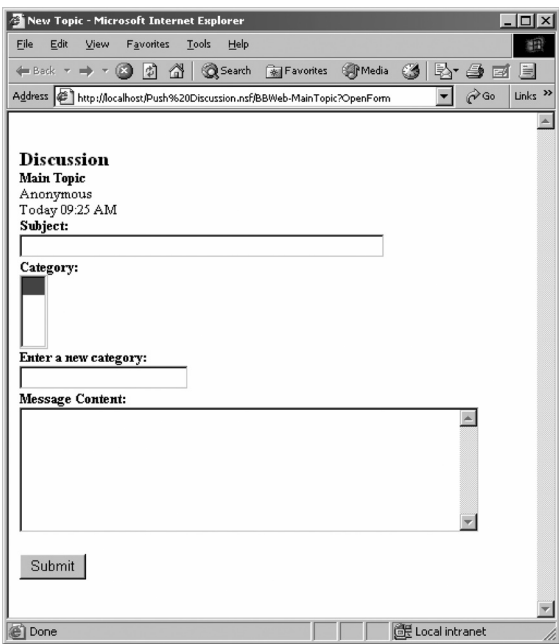 New Topic - Microsoft Internet Explorer
File Edit View Favorites Tools Help
Back Search Favorites Media
Address http://localhost/Push%20Discussion.nsf/BBWeb-MainTopic?OpenForm Go Links »
Discussion
Main Topic
Anonymous
Today 09:25 AM
Subject:
Category:
Enter a new category:
Message Content:
Submit
Done Local intranet